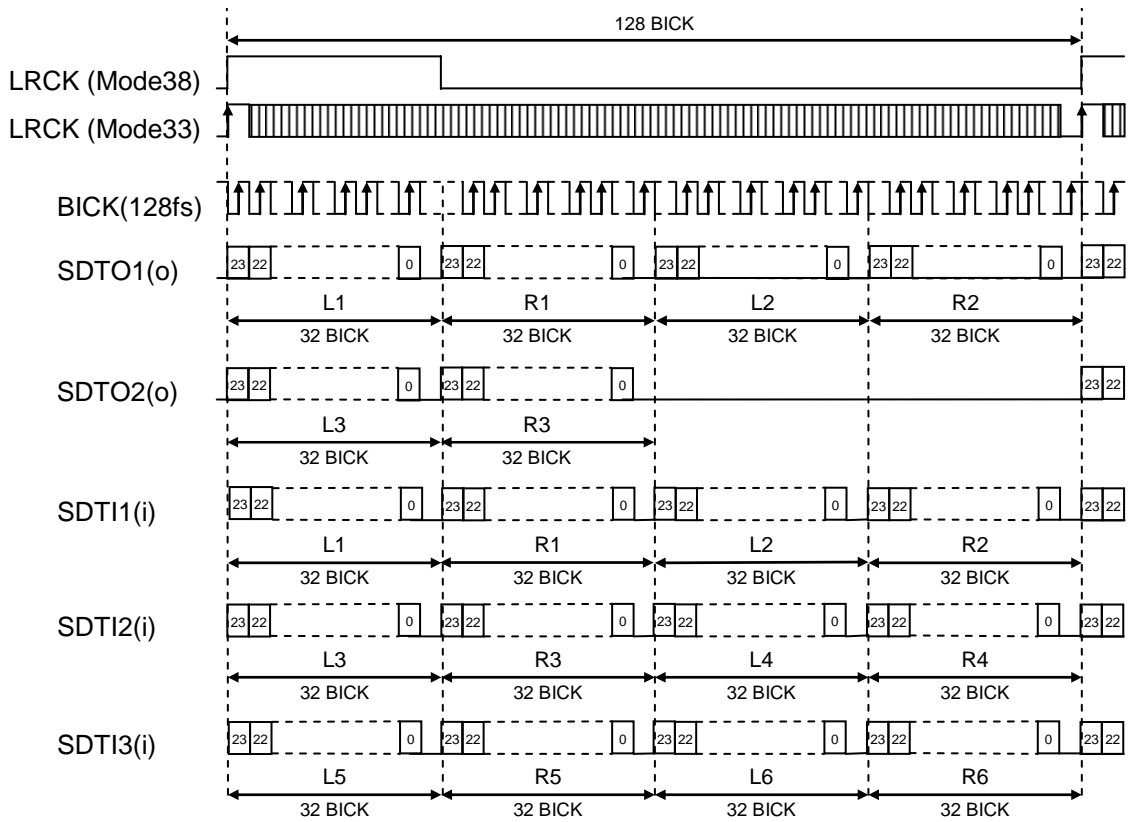 128 BICK
LRCK (Mode38)
LRCK (Mode33)
BICK(128fs)
SDTO1(o) 23 22 0 23 22 0 23 22 0 23 22 0 23 22
L1 R1 L2 R2
32 BICK 32 BICK 32 BICK 32 BICK
SDTO2(o) 23 22 0 23 22 0 23 22
L3 R3
32 BICK 32 BICK
SDTI1(i) 23 22 0 23 22 0 23 22 0 23 22 0 23 22
L1 R1 L2 R2
32 BICK 32 BICK 32 BICK 32 BICK
SDTI2(i) 23 22 0 23 22 0 23 22 0 23 22 0 23 22
L3 R3 L4 R4
32 BICK 32 BICK 32 BICK 32 BICK
SDTI3(i) 23 22 0 23 22 0 23 22 0 23 22 0 23 22
L5 R5 L6 R6
32 BICK 32 BICK 32 BICK 32 BICK